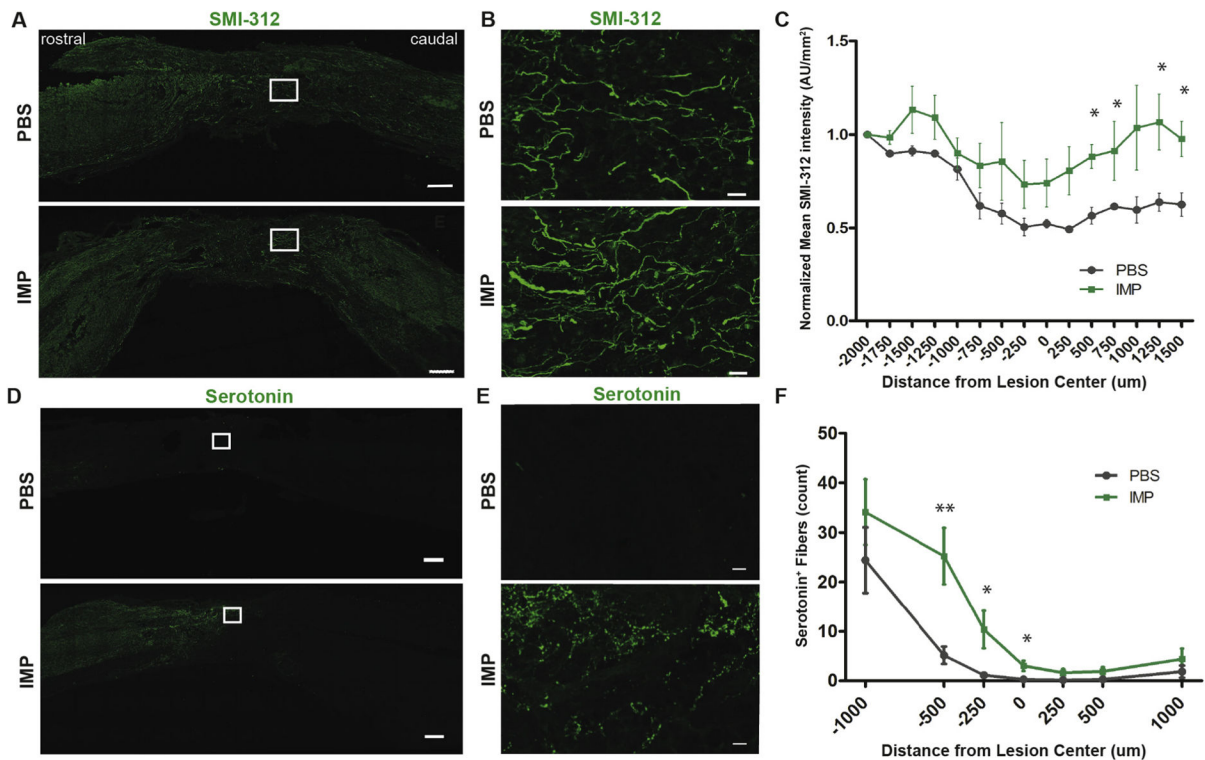 A
SMI-312
rostral
caudal
PBS
IMP
B
SMI-312
PBS
IMP
C
Normalized Mean SMI-312 intensity (AU/mm²)
1.5
1.0
0.5
0.0
* * * *
PBS
IMP
-2000 -1750 -1500 -1250 -1000 -750 -500 -250 0 250 500 750 1000 1250 1500
Distance from Lesion Center (um)
D
Serotonin
PBS
IMP
E
Serotonin
PBS
IMP
F
Serotonin⁺ Fibers (count)
50
40
30
20
10
0
PBS
IMP
** * *
-1000 -500 -250 0 250 500 1000
Distance from Lesion Center (um)